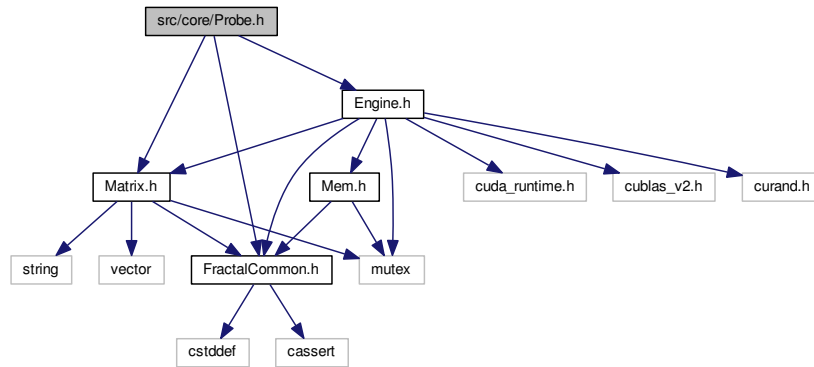 src/core/Probe.h
Engine.h
Matrix.h
Mem.h
cuda_runtime.h
cublas_v2.h
curand.h
string
vector
FractalCommon.h
mutex
cstddef
cassert